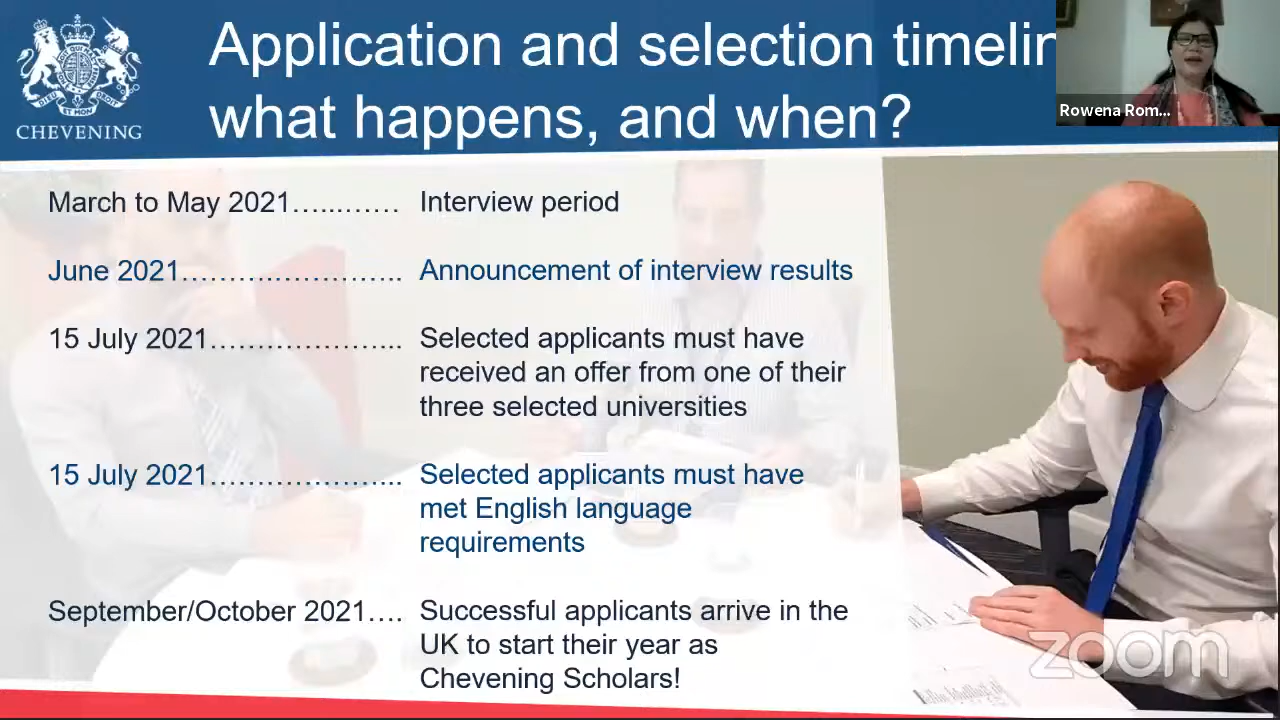 Application and selection timelin
what happens, and when?
CHEVENING
Rowena Rom...
March to May 2021…...…… Interview period
June 2021………..………….. Announcement of interview results
15 July 2021………………... Selected applicants must have
received an offer from one of their
three selected universities
15 July 2021………………... Selected applicants must have
met English language
requirements
September/October 2021…. Successful applicants arrive in the
UK to start their year as
Chevening Scholars!
zoom